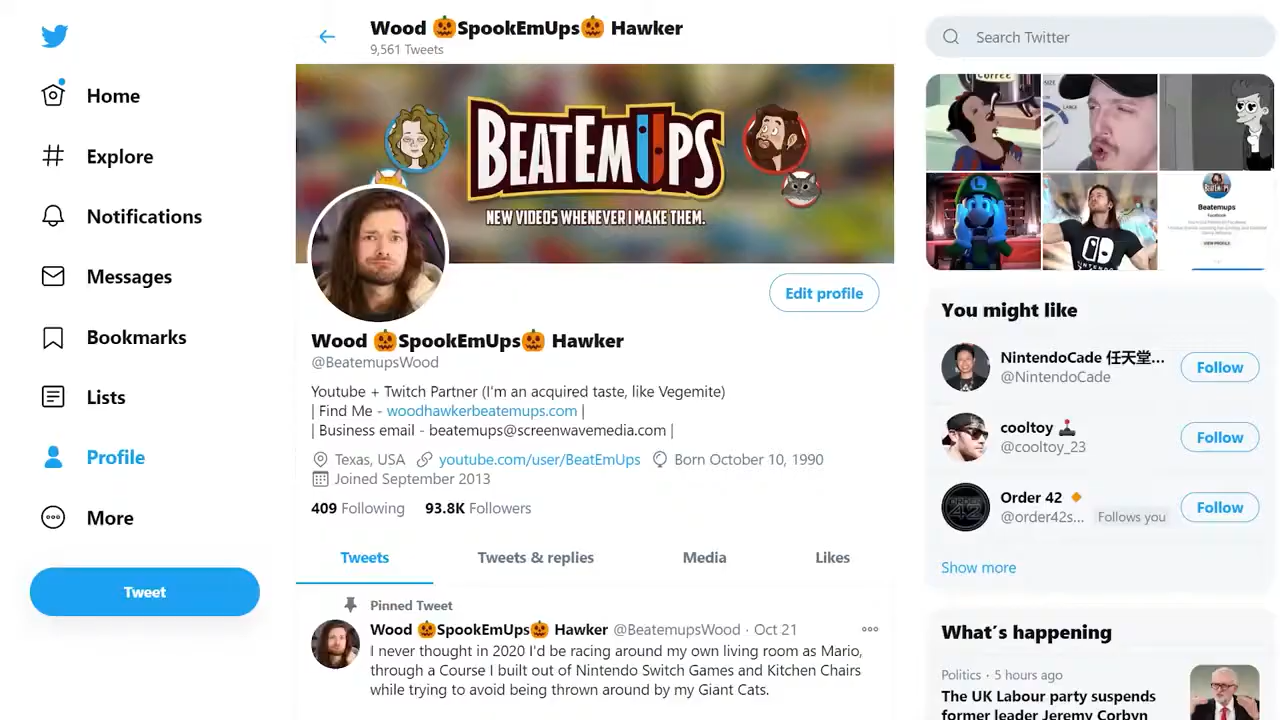 Home
Explore
Notifications
Messages
Bookmarks
Lists
Profile
More
Tweet
Wood 🎃SpookEmUps🎃 Hawker
9,561 Tweets
BEATEMUPS
NEW VIDEOS WHENEVER I MAKE THEM.
Edit profile
Wood 🎃SpookEmUps🎃 Hawker
@BeatemupsWood
Youtube + Twitch Partner (I'm an acquired taste, like Vegemite)
| Find Me - woodhawkerbeatemups.com |
| Business email - beatemups@screenwavemedia.com |
Texas, USA youtube.com/user/BeatEmUps Born October 10, 1990
Joined September 2013
409 Following 93.8K Followers
Tweets Tweets & replies Media Likes
Pinned Tweet
Wood 🎃SpookEmUps🎃 Hawker @BeatemupsWood · Oct 21
I never thought in 2020 I'd be racing around my own living room as Mario,
through a Course I built out of Nintendo Switch Games and Kitchen Chairs
while trying to avoid being thrown around by my Giant Cats.
Search Twitter
COFFEE
Beatemups
Facebook
VIEW PROFILE
You might like
NintendoCade 任天堂...
@NintendoCade
Follow
cooltoy 🕹️
@cooltoy_23
Follow
Order 42 🔸
@order42s... Follows you
Follow
Show more
What's happening
Politics · 5 hours ago
The UK Labour party suspends
former leader Jeremy Corbyn